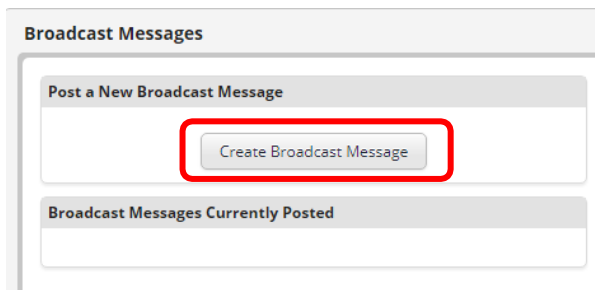 Broadcast Messages
Post a New Broadcast Message
Create Broadcast Message
Broadcast Messages Currently Posted